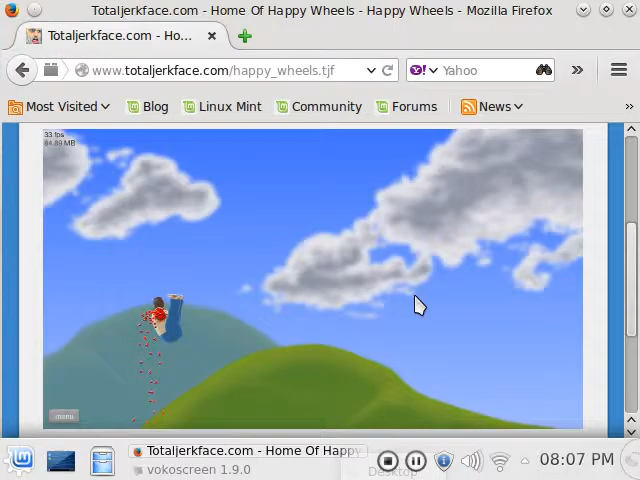 Totaljerkface.com - Home Of Happy Wheels - Happy Wheels - Mozilla Firefox
Totaljerkface.com - Ho...
www.totaljerkface.com/happy_wheels.tjf
Yahoo
Most Visited
Blog
Linux Mint
Community
Forums
News
33 fps
84.89 MB
menu
Totaljerkface.com - Home Of Happy
vokoscreen 1.9.0
Desktop
08:07 PM